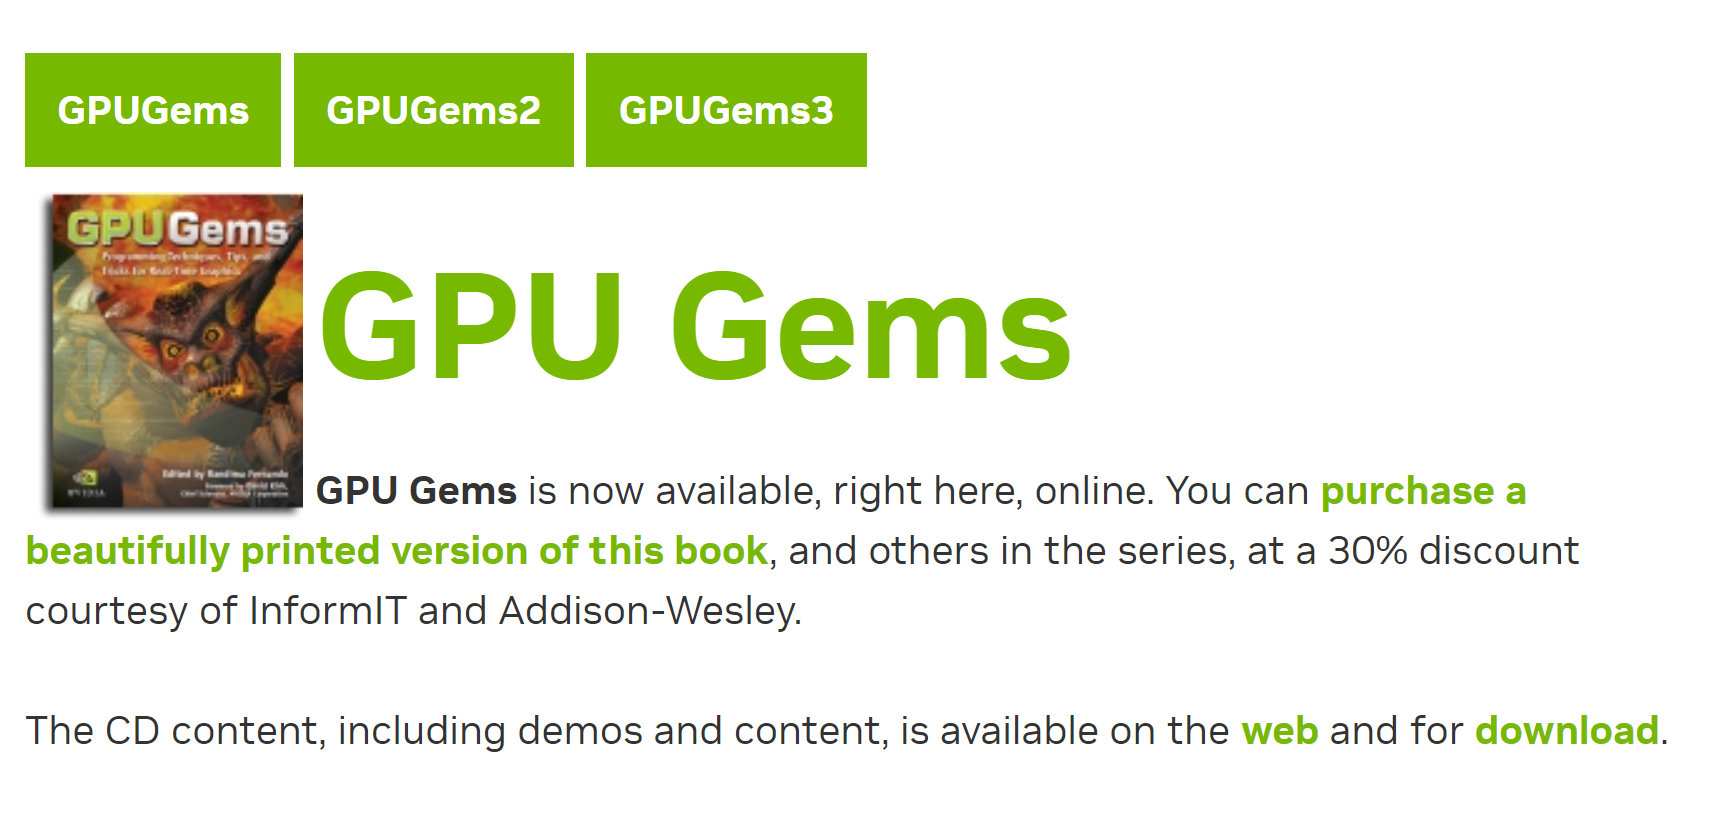 GPUGems GPUGems2 GPUGems3
GPUGems
Programming Techniques, Tips, and
Tricks for Real-Time Graphics
GPU Gems
Edited by Randima Fernando
GPU Gems is now available, right here, online. You can purchase a
beautifully printed version of this book, and others in the series, at a 30% discount
courtesy of InformIT and Addison-Wesley.
The CD content, including demos and content, is available on the web and for download.